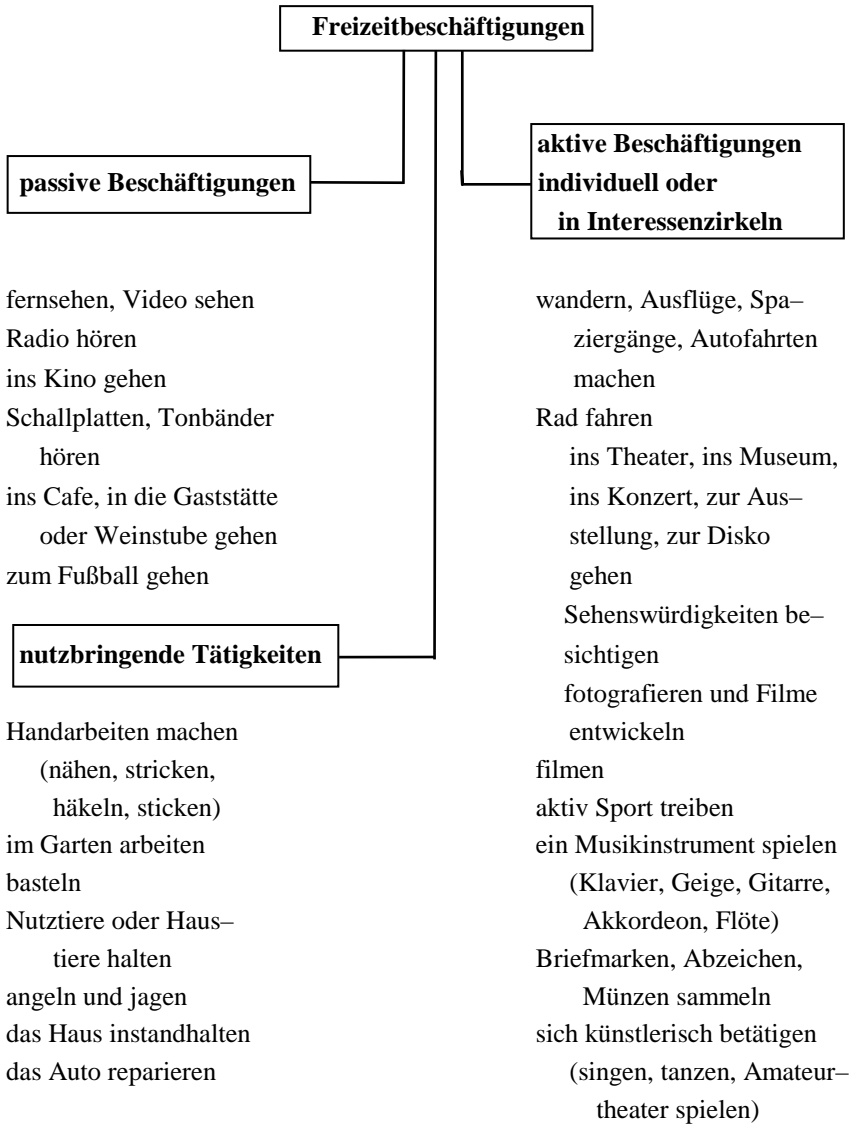 Freizeitbeschäftigungen
passive Beschäftigungen
fernsehen, Video sehen
Radio hören
ins Kino gehen
Schallplatten, Tonbänder
hören
ins Cafe, in die Gaststätte
oder Weinstube gehen
zum Fußball gehen
nutzbringende Tätigkeiten
Handarbeiten machen
(nähen, stricken,
häkeln, sticken)
im Garten arbeiten
basteln
Nutztiere oder Haus–
tiere halten
angeln und jagen
das Haus instandhalten
das Auto reparieren
aktive Beschäftigungen
individuell oder
in Interessenzirkeln
wandern, Ausflüge, Spa–
ziergänge, Autofahrten
machen
Rad fahren
ins Theater, ins Museum,
ins Konzert, zur Aus–
stellung, zur Disko
gehen
Sehenswürdigkeiten be–
sichtigen
fotografieren und Filme
entwickeln
filmen
aktiv Sport treiben
ein Musikinstrument spielen
(Klavier, Geige, Gitarre,
Akkordeon, Flöte)
Briefmarken, Abzeichen,
Münzen sammeln
sich künstlerisch betätigen
(singen, tanzen, Amateur–
theater spielen)